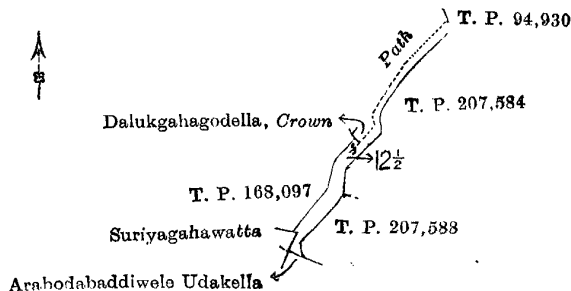 T. P. 94,930
Path
T. P. 207,584
Dalukgahagodella, Crown
12½
T. P. 168,097
Suriyagahawatta
T. P. 207,588
Arabodabaddiwele Udakella